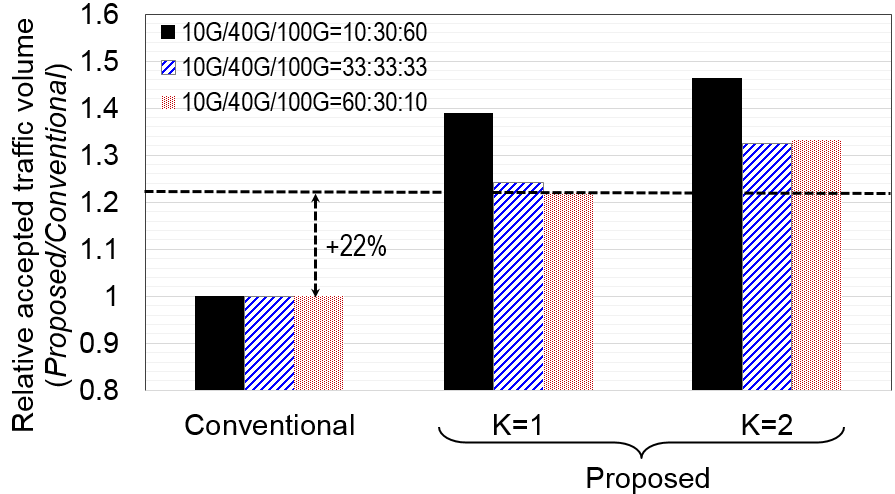 Relative accepted traffic volume
(Proposed/Conventional)
1.6
1.5
1.4
1.3
1.2
1.1
1
0.9
0.8
10G/40G/100G=10:30:60
10G/40G/100G=33:33:33
10G/40G/100G=60:30:10
+22%
Conventional
K=1
K=2
Proposed